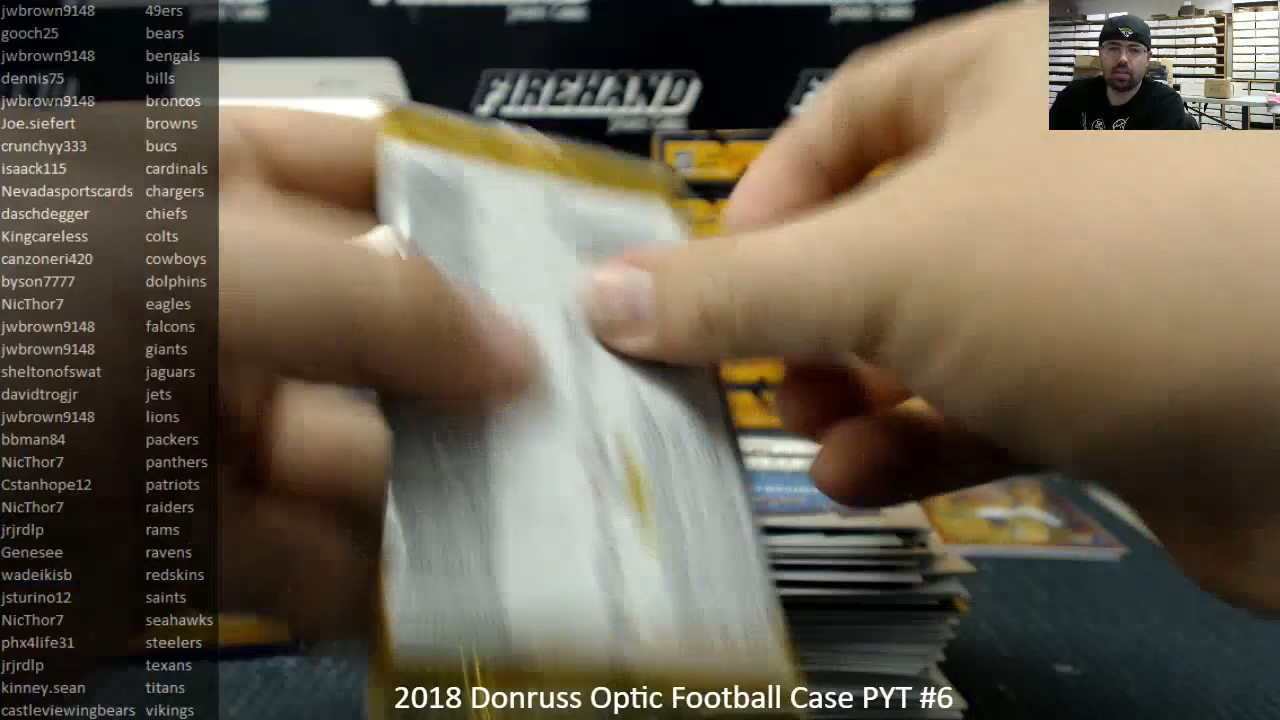 jwbrown9148 49ers
gooch25 bears
jwbrown9148 bengals
dennis75 bills
jwbrown9148 broncos
Joe.siefert browns
crunchyy333 bucs
isaack115 cardinals
Nevadasportscards chargers
daschdegger chiefs
Kingcareless colts
canzoneri420 cowboys
byson7777 dolphins
NicThor7 eagles
jwbrown9148 falcons
jwbrown9148 giants
sheltonofswat jaguars
davidtrogjr jets
jwbrown9148 lions
bbman84 packers
NicThor7 panthers
Cstanhope12 patriots
NicThor7 raiders
jrjrdlp rams
Genesee ravens
wadeikisb redskins
jsturino12 saints
NicThor7 seahawks
phx4life31 steelers
jrjrdlp texans
kinney.sean titans
castleviewingbears vikings
FIREHAND
2018 Donruss Optic Football Case PYT #6